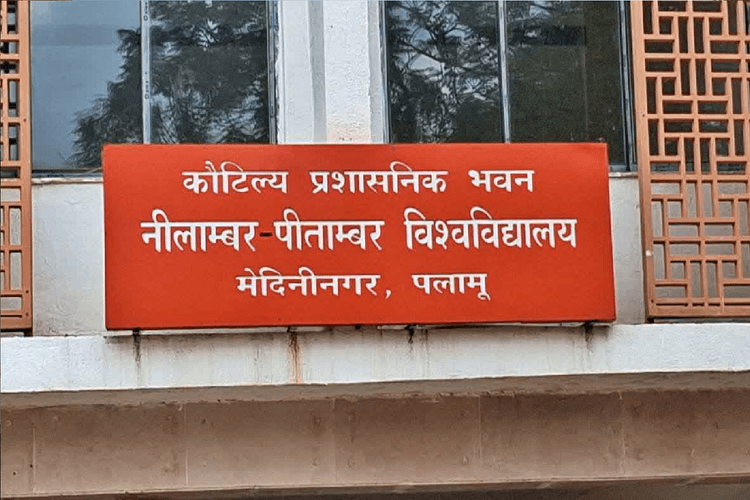 कौटिल्य प्रशासनिक भवन
नीलाम्बर-पीताम्बर विश्वविद्यालय
मेदिनीनगर, पलामू